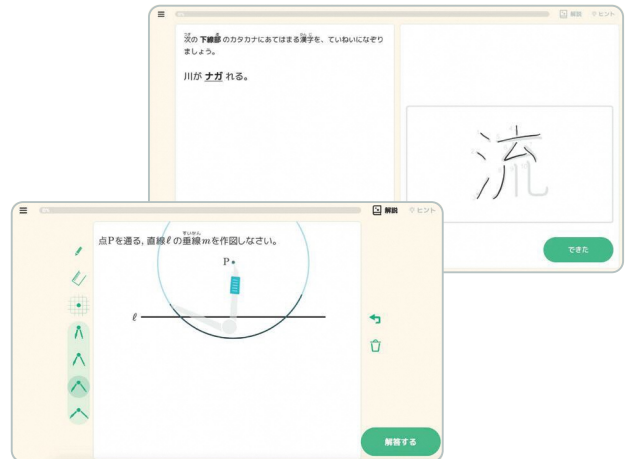 解説
ヒント
次の 下線部 のカタカナにあてはまる漢字を、ていねいになぞり
ましょう。
川が ナガ れる。
流
できた
解説
ヒント
点Pを通る, 直線ℓの垂線mを作図しなさい。
P
ℓ
解答する